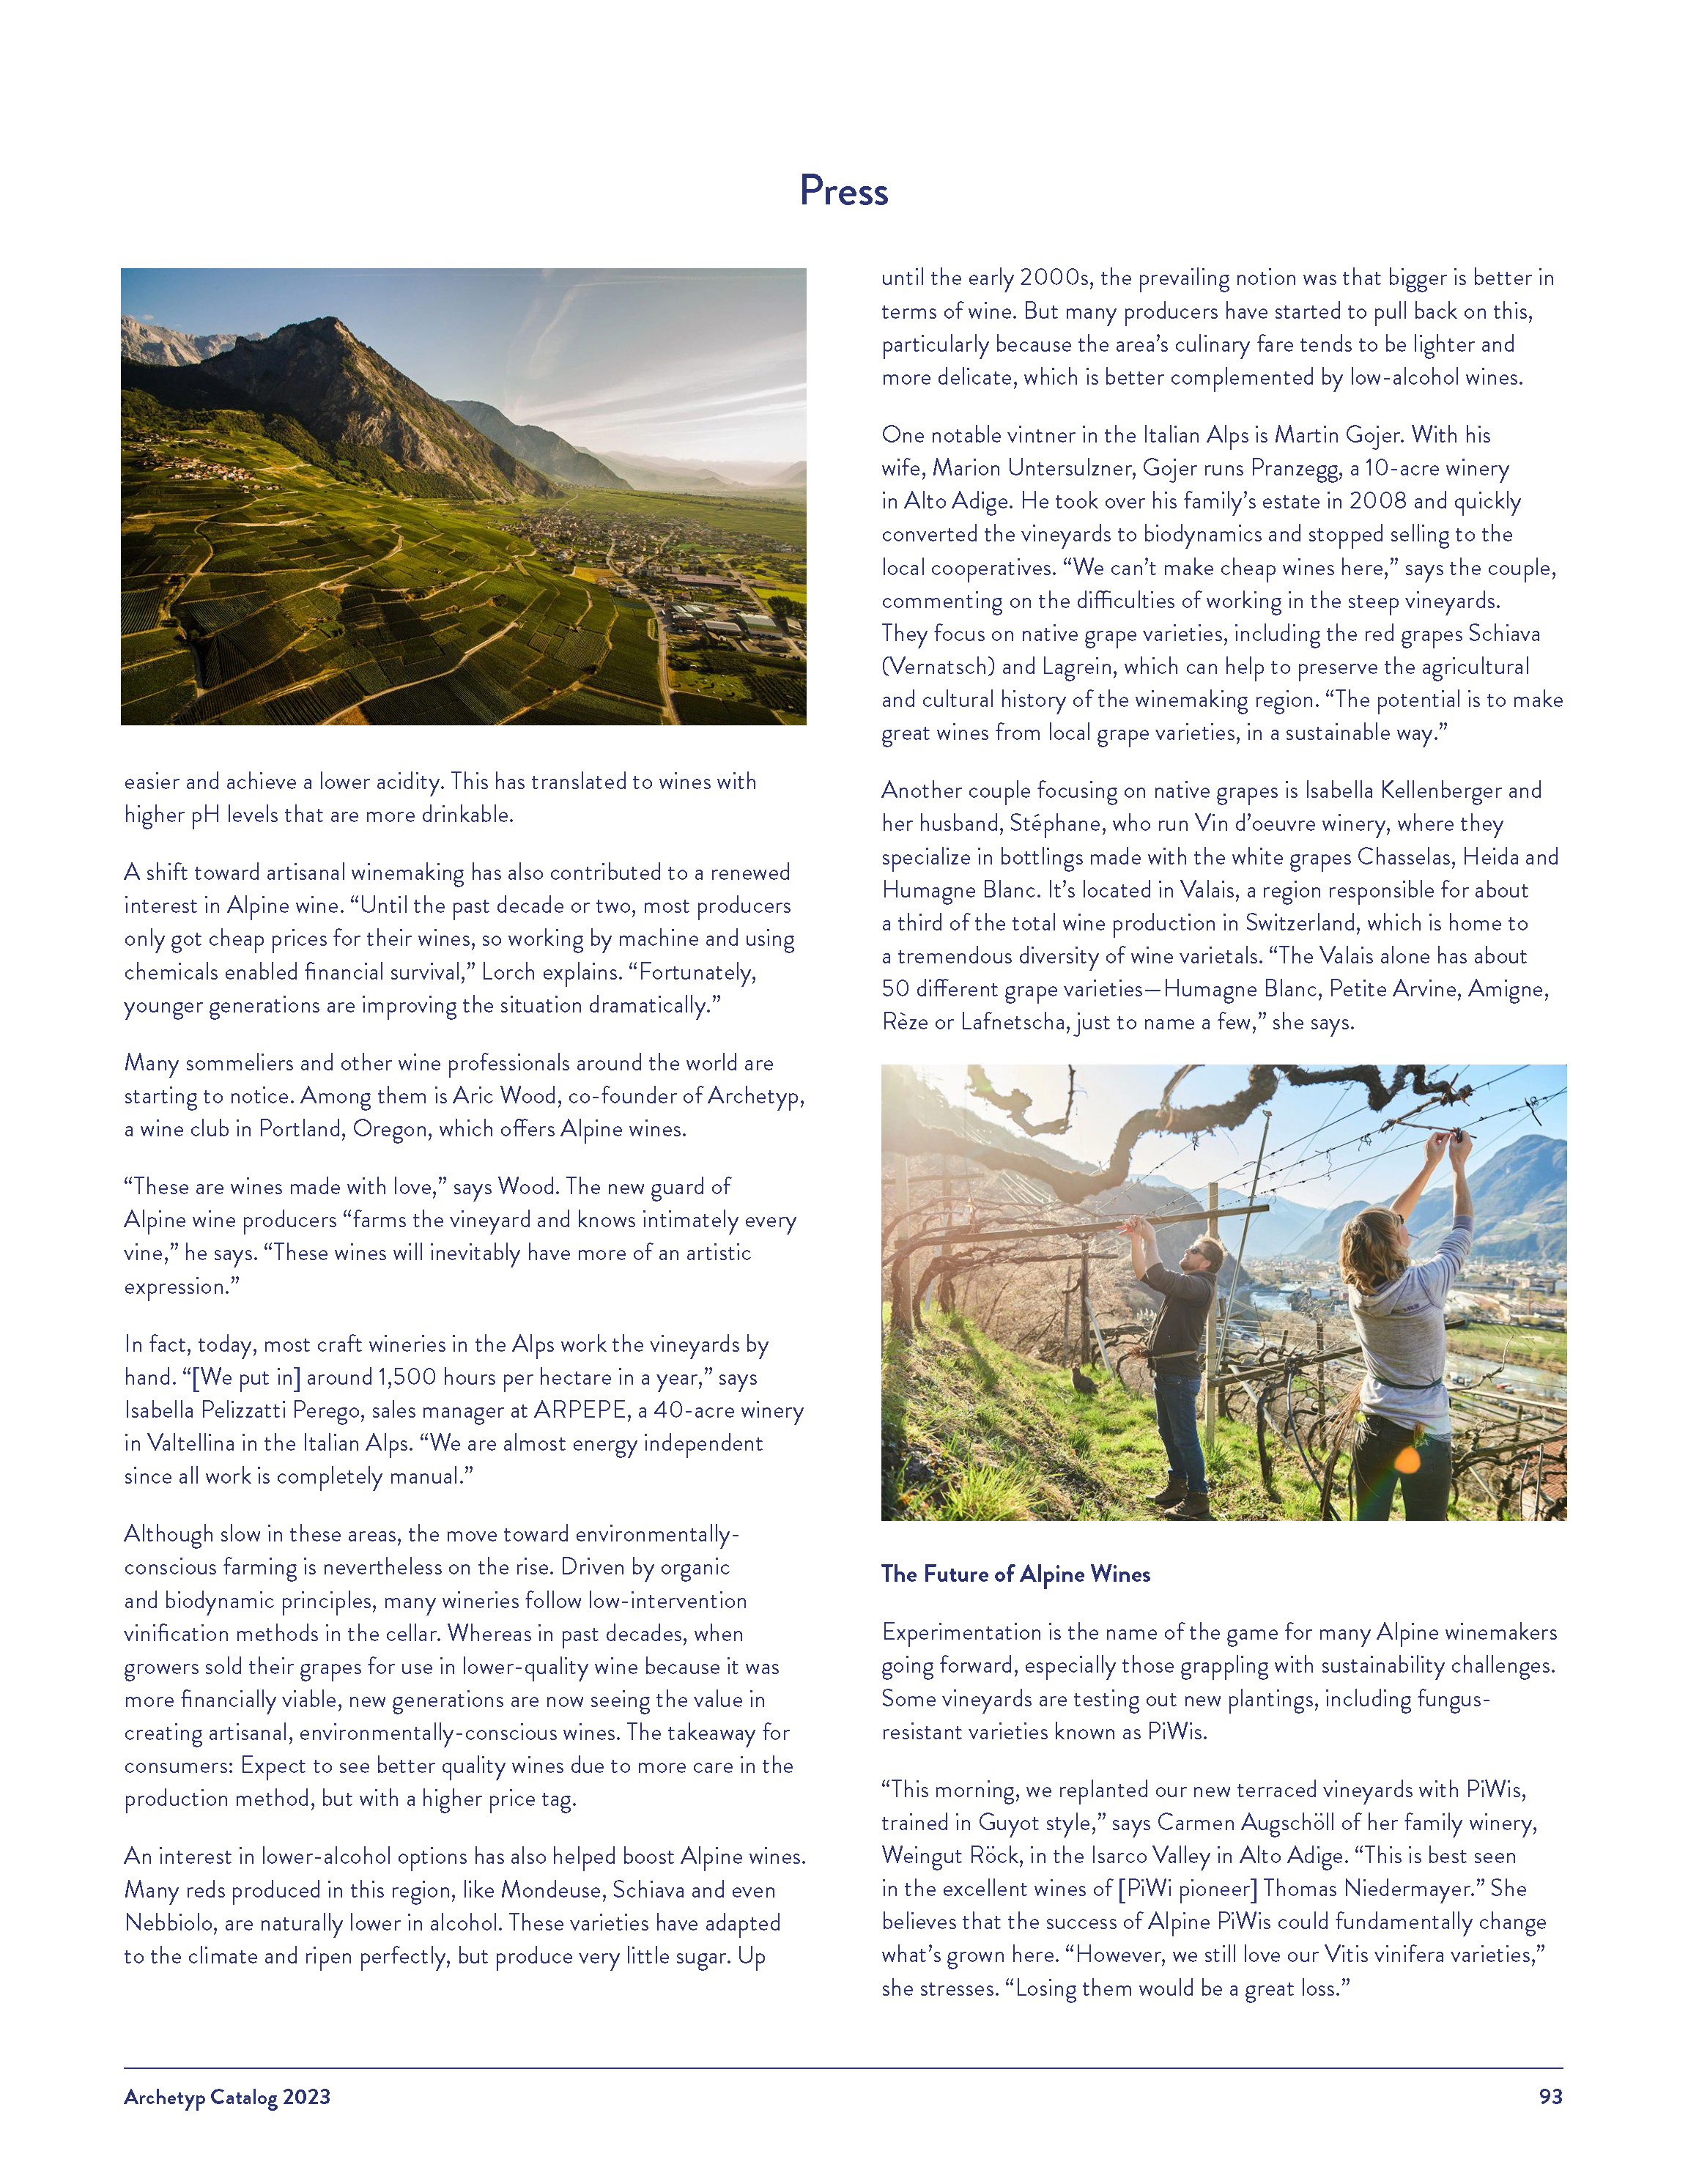 Press
easier and achieve a lower acidity. This has translated to wines with
higher pH levels that are more drinkable.
A shift toward artisanal winemaking has also contributed to a renewed
interest in Alpine wine. “Until the past decade or two, most producers
only got cheap prices for their wines, so working by machine and using
chemicals enabled financial survival,” Lorch explains. “Fortunately,
younger generations are improving the situation dramatically.”
Many sommeliers and other wine professionals around the world are
starting to notice. Among them is Aric Wood, co-founder of Archetyp,
a wine club in Portland, Oregon, which offers Alpine wines.
“These are wines made with love,” says Wood. The new guard of
Alpine wine producers “farms the vineyard and knows intimately every
vine,” he says. “These wines will inevitably have more of an artistic
expression.”
In fact, today, most craft wineries in the Alps work the vineyards by
hand. “[We put in] around 1,500 hours per hectare in a year,” says
Isabella Pelizzatti Perego, sales manager at ARPEPE, a 40-acre winery
in Valtellina in the Italian Alps. “We are almost energy independent
since all work is completely manual.”
Although slow in these areas, the move toward environmentally-
conscious farming is nevertheless on the rise. Driven by organic
and biodynamic principles, many wineries follow low-intervention
vinification methods in the cellar. Whereas in past decades, when
growers sold their grapes for use in lower-quality wine because it was
more financially viable, new generations are now seeing the value in
creating artisanal, environmentally-conscious wines. The takeaway for
consumers: Expect to see better quality wines due to more care in the
production method, but with a higher price tag.
An interest in lower-alcohol options has also helped boost Alpine wines.
Many reds produced in this region, like Mondeuse, Schiava and even
Nebbiolo, are naturally lower in alcohol. These varieties have adapted
to the climate and ripen perfectly, but produce very little sugar. Up
until the early 2000s, the prevailing notion was that bigger is better in
terms of wine. But many producers have started to pull back on this,
particularly because the area’s culinary fare tends to be lighter and
more delicate, which is better complemented by low-alcohol wines.
One notable vintner in the Italian Alps is Martin Gojer. With his
wife, Marion Untersulzner, Gojer runs Pranzegg, a 10-acre winery
in Alto Adige. He took over his family’s estate in 2008 and quickly
converted the vineyards to biodynamics and stopped selling to the
local cooperatives. “We can’t make cheap wines here,” says the couple,
commenting on the difficulties of working in the steep vineyards.
They focus on native grape varieties, including the red grapes Schiava
(Vernatsch) and Lagrein, which can help to preserve the agricultural
and cultural history of the winemaking region. “The potential is to make
great wines from local grape varieties, in a sustainable way.”
Another couple focusing on native grapes is Isabella Kellenberger and
her husband, Stéphane, who run Vin d’oeuvre winery, where they
specialize in bottlings made with the white grapes Chasselas, Heida and
Humagne Blanc. It’s located in Valais, a region responsible for about
a third of the total wine production in Switzerland, which is home to
a tremendous diversity of wine varietals. “The Valais alone has about
50 different grape varieties—Humagne Blanc, Petite Arvine, Amigne,
Rèze or Lafnetscha, just to name a few,” she says.
The Future of Alpine Wines
Experimentation is the name of the game for many Alpine winemakers
going forward, especially those grappling with sustainability challenges.
Some vineyards are testing out new plantings, including fungus-
resistant varieties known as PiWis.
“This morning, we replanted our new terraced vineyards with PiWis,
trained in Guyot style,” says Carmen Augschöll of her family winery,
Weingut Röck, in the Isarco Valley in Alto Adige. “This is best seen
in the excellent wines of [PiWi pioneer] Thomas Niedermayer.” She
believes that the success of Alpine PiWis could fundamentally change
what’s grown here. “However, we still love our Vitis vinifera varieties,”
she stresses. “Losing them would be a great loss.”
Archetyp Catalog 2023
93